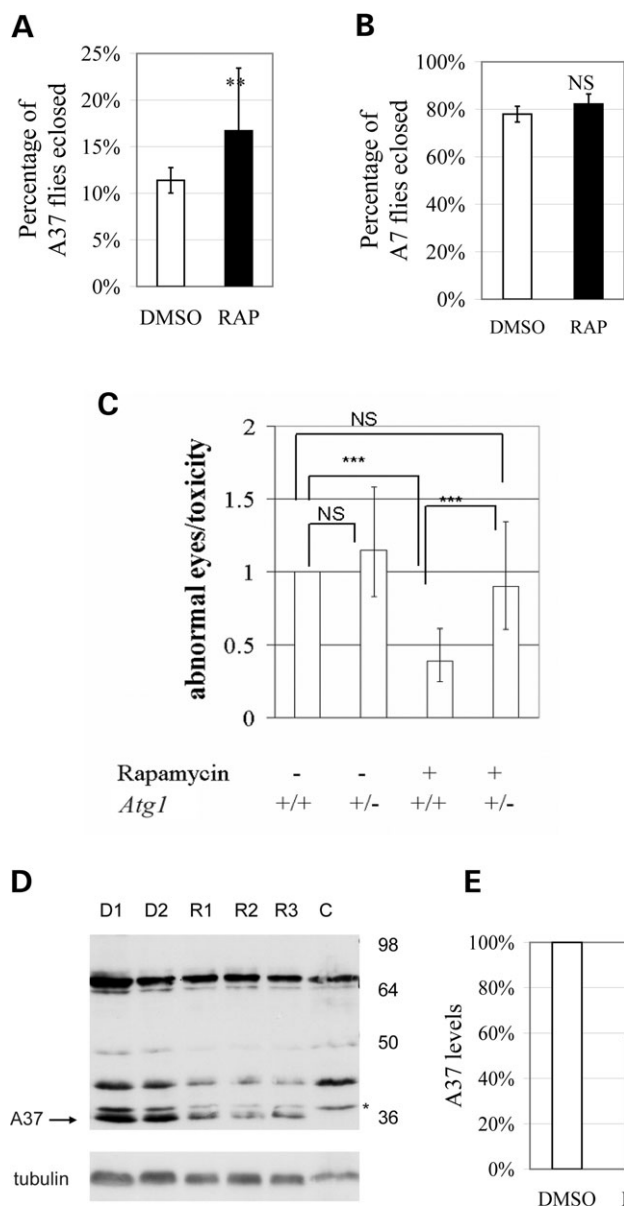 A
Percentage of
A37 flies eclosed
25%
20%
15%
10%
5%
0%
**
DMSO RAP
B
Percentage of
A7 flies eclosed
100%
80%
60%
40%
20%
0%
NS
DMSO RAP
C
abnormal eyes/toxicity
2
1.5
1
0.5
0
NS
***
***
NS
Rapamycin - - + +
Atg1 +/+ +/- +/+ +/-
D
D1 D2 R1 R2 R3 C
98
64
50
*
36
A37
tubulin
E
A37 levels
100%
80%
60%
40%
20%
0%
DMSO